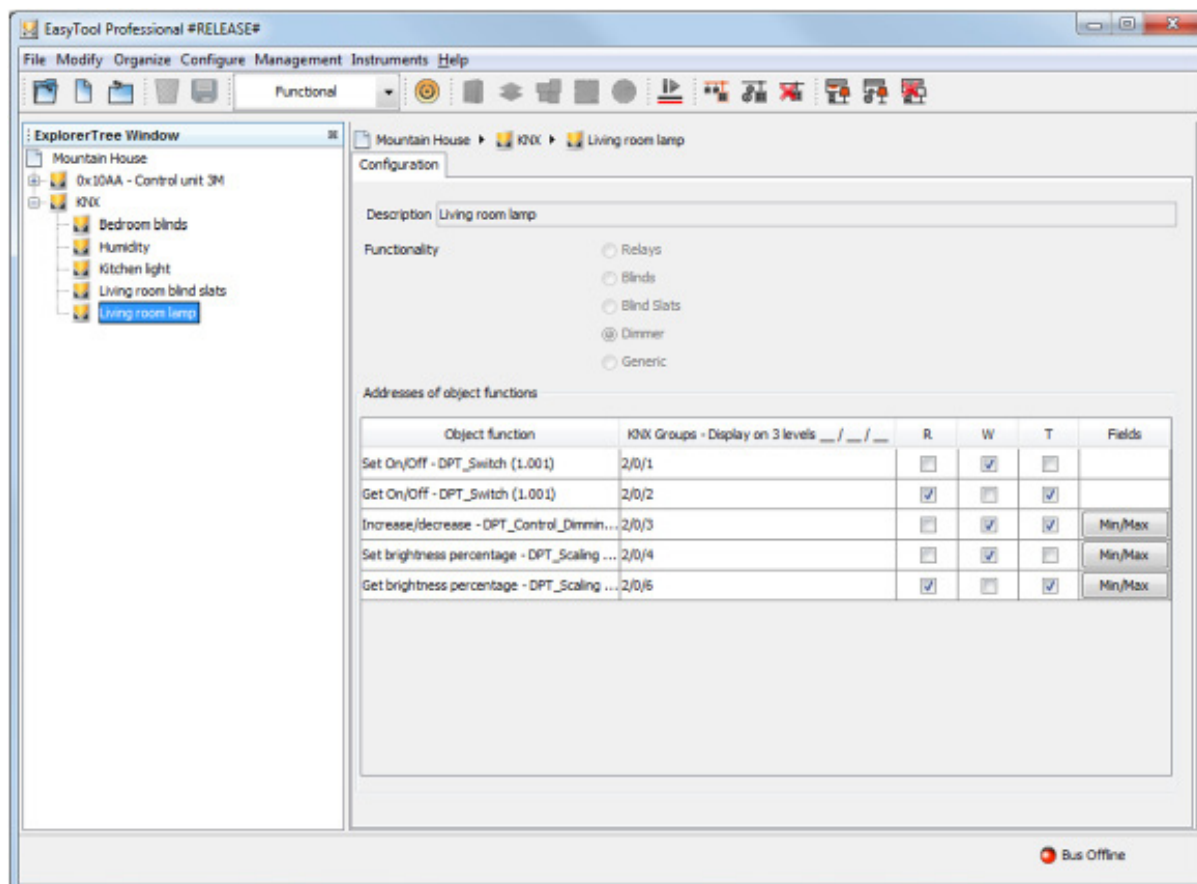 EasyTool Professional #RELEASE#
File Modify Organize Configure Management Instruments Help
Functional
ExplorerTree Window
Mountain House
0x10AA - Control unit 3M
KNX
Bedroom blinds
Humidity
Kitchen light
Living room blind slats
Living room lamp
Mountain House KNX Living room lamp
Configuration
Description Living room lamp
Functionality
Relays
Blinds
Blind Slats
Dimmer
Generic
Addresses of object functions
Object function KNX Groups - Display on 3 levels __ / __ / __ R W T Fields
Set On/Off - DPT_Switch (1.001) 2/0/1
Get On/Off - DPT_Switch (1.001) 2/0/2
Increase/decrease - DPT_Control_Dimmin... 2/0/3 Min/Max
Set brightness percentage - DPT_Scaling ... 2/0/4 Min/Max
Get brightness percentage - DPT_Scaling ... 2/0/6 Min/Max
Bus Offline